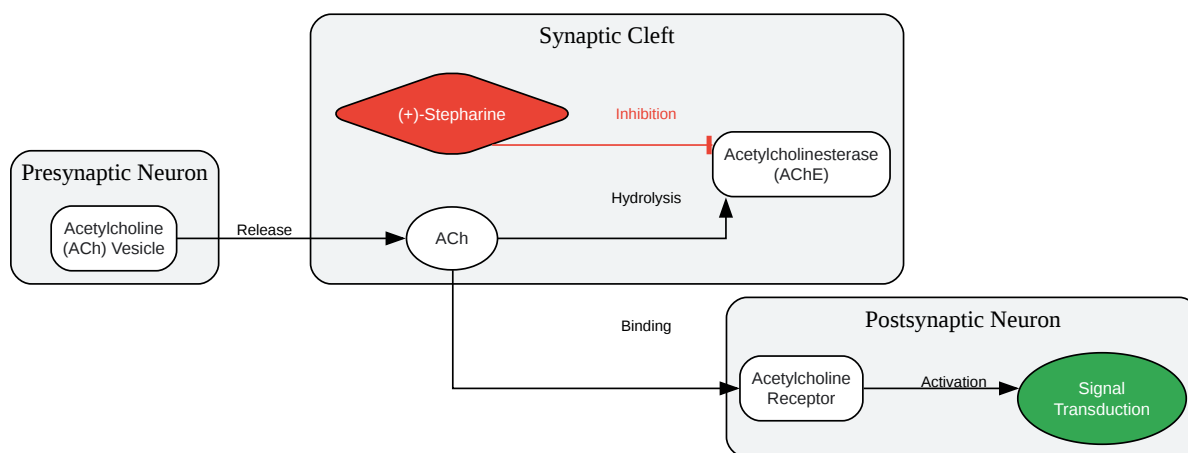 Synaptic Cleft
(+)-Stepharine
Inhibition
Acetylcholinesterase
(AChE)
Presynaptic Neuron
Acetylcholine
(ACh) Vesicle
Release
ACh
Hydrolysis
Binding
Postsynaptic Neuron
Acetylcholine
Receptor
Activation
Signal
Transduction